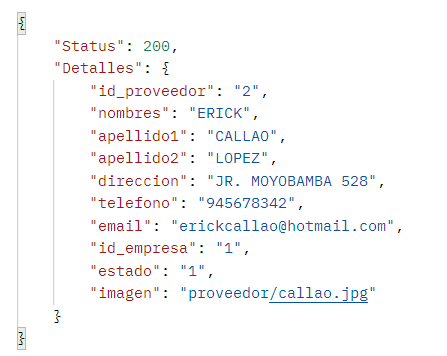 {
"Status": 200,
"Detalles": {
"id_proveedor": "2",
"nombres": "ERICK",
"apellido1": "CALLAO",
"apellido2": "LOPEZ",
"direccion": "JR. MOYOBAMBA 528",
"telefono": "945678342",
"email": "erickcallao@hotmail.com",
"id_empresa": "1",
"estado": "1",
"imagen": "proveedor/callao.jpg"
}
}